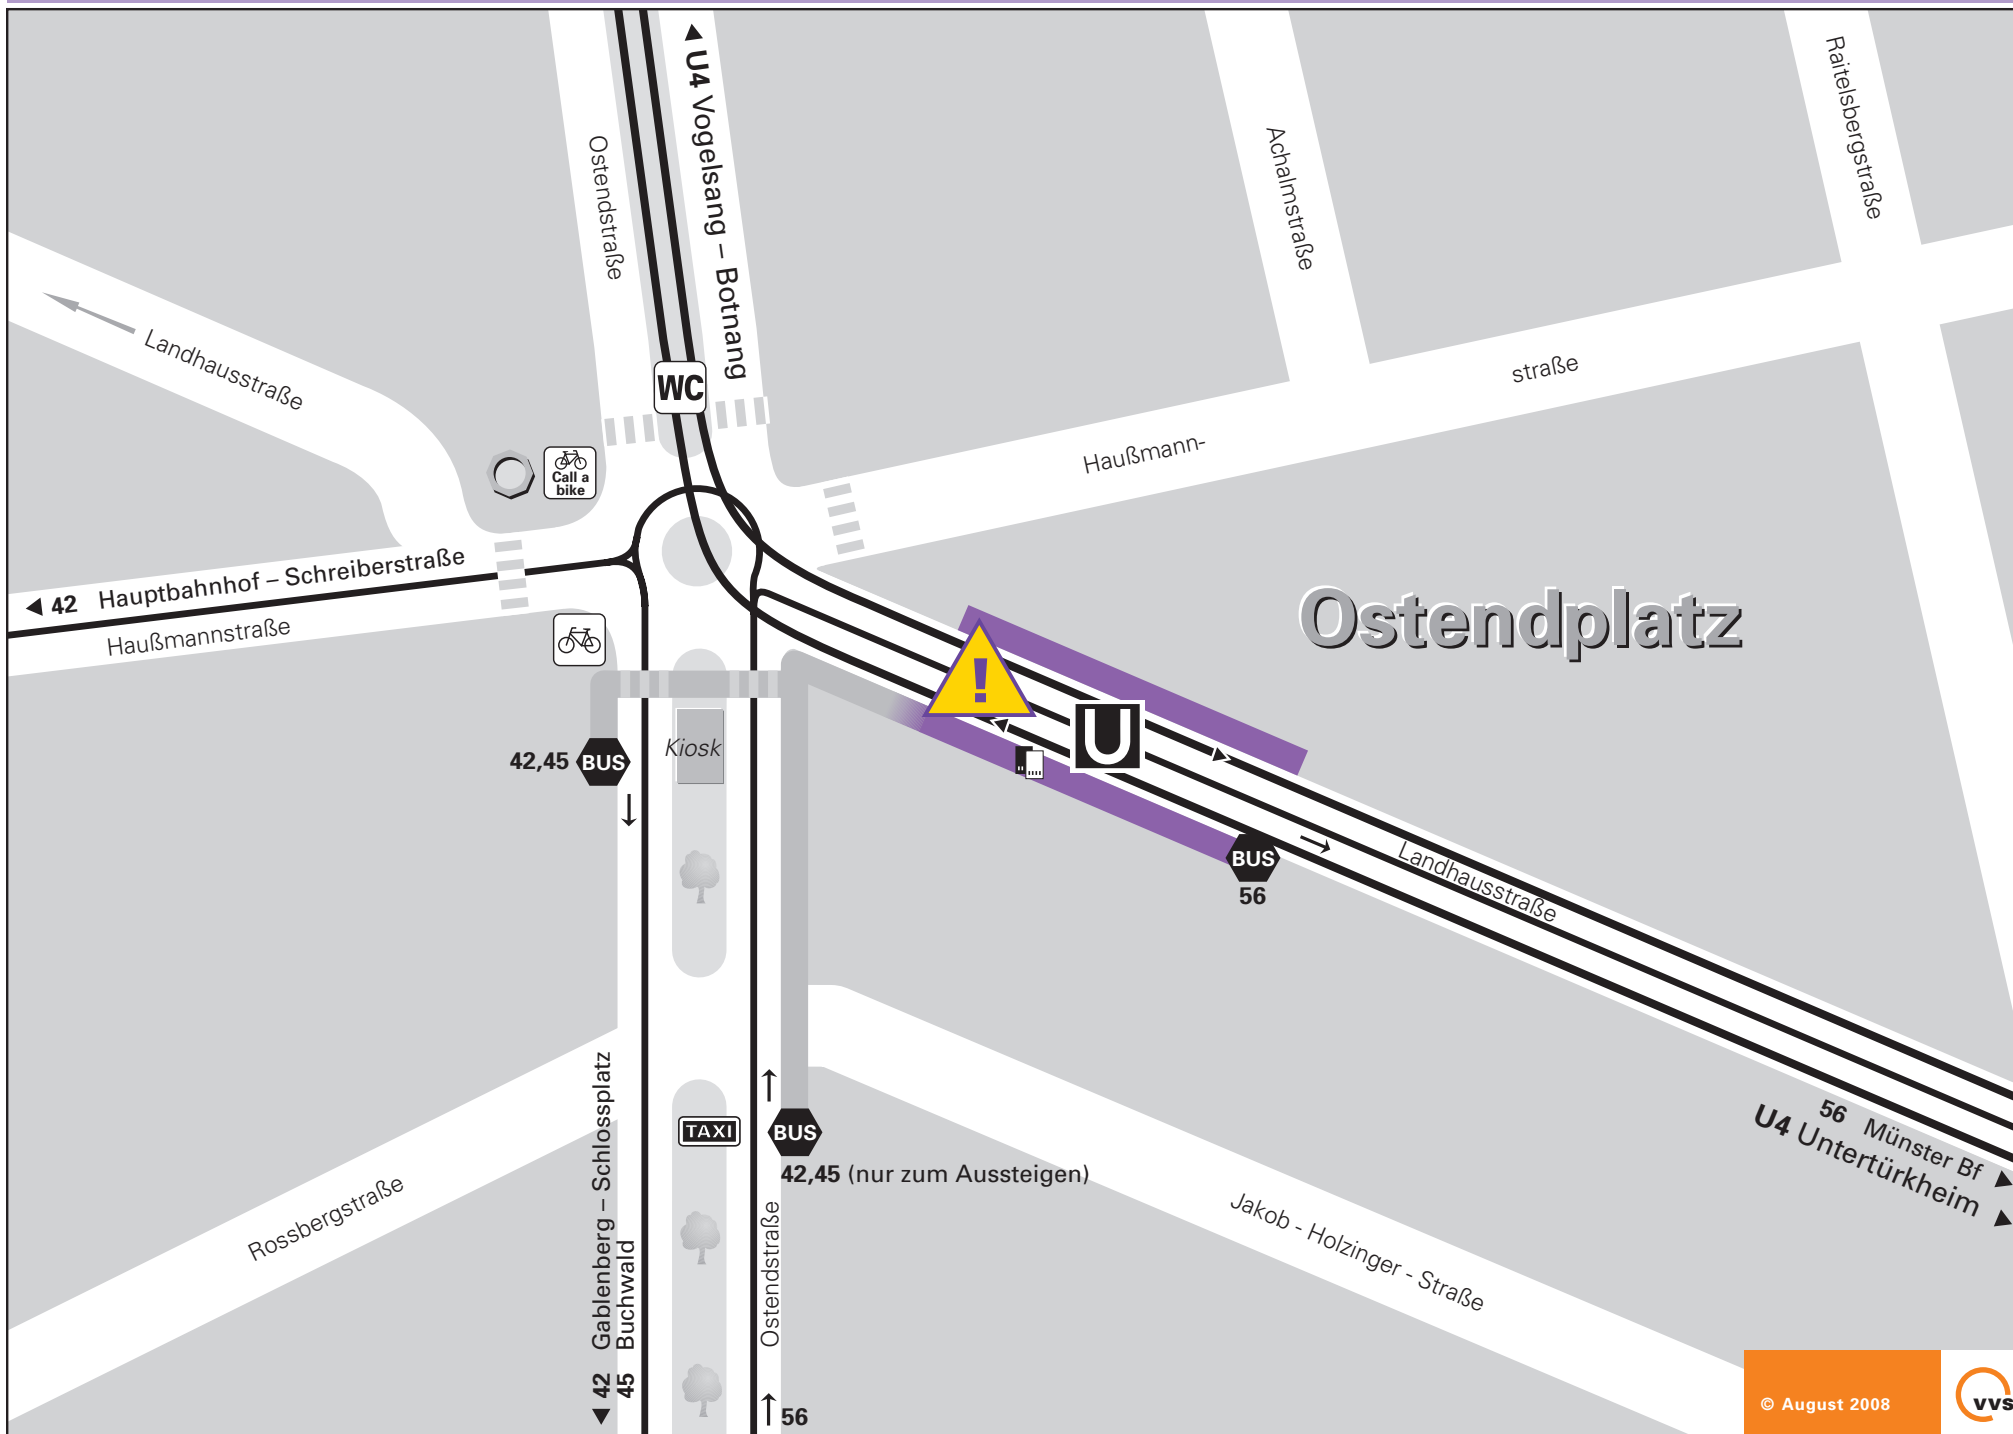 U4 Vogelsang – Botnang
Ostendstraße
Achalmstraße
Raitelsbergstraße
Landhausstraße
WC
straße
Haußmann-
Call a
bike
42 Hauptbahnhof – Schreiberstraße
Haußmannstraße
Ostendplatz
!
U
Kiosk
42,45 BUS
BUS
56
Landhausstraße
TAXI
BUS
42,45 (nur zum Aussteigen)
56 Münster Bf
U4 Untertürkheim
Rossbergstraße
42 Gablenberg – Schlossplatz
45 Buchwald
Ostendstraße
Jakob - Holzinger - Straße
56
© August 2008
vvs